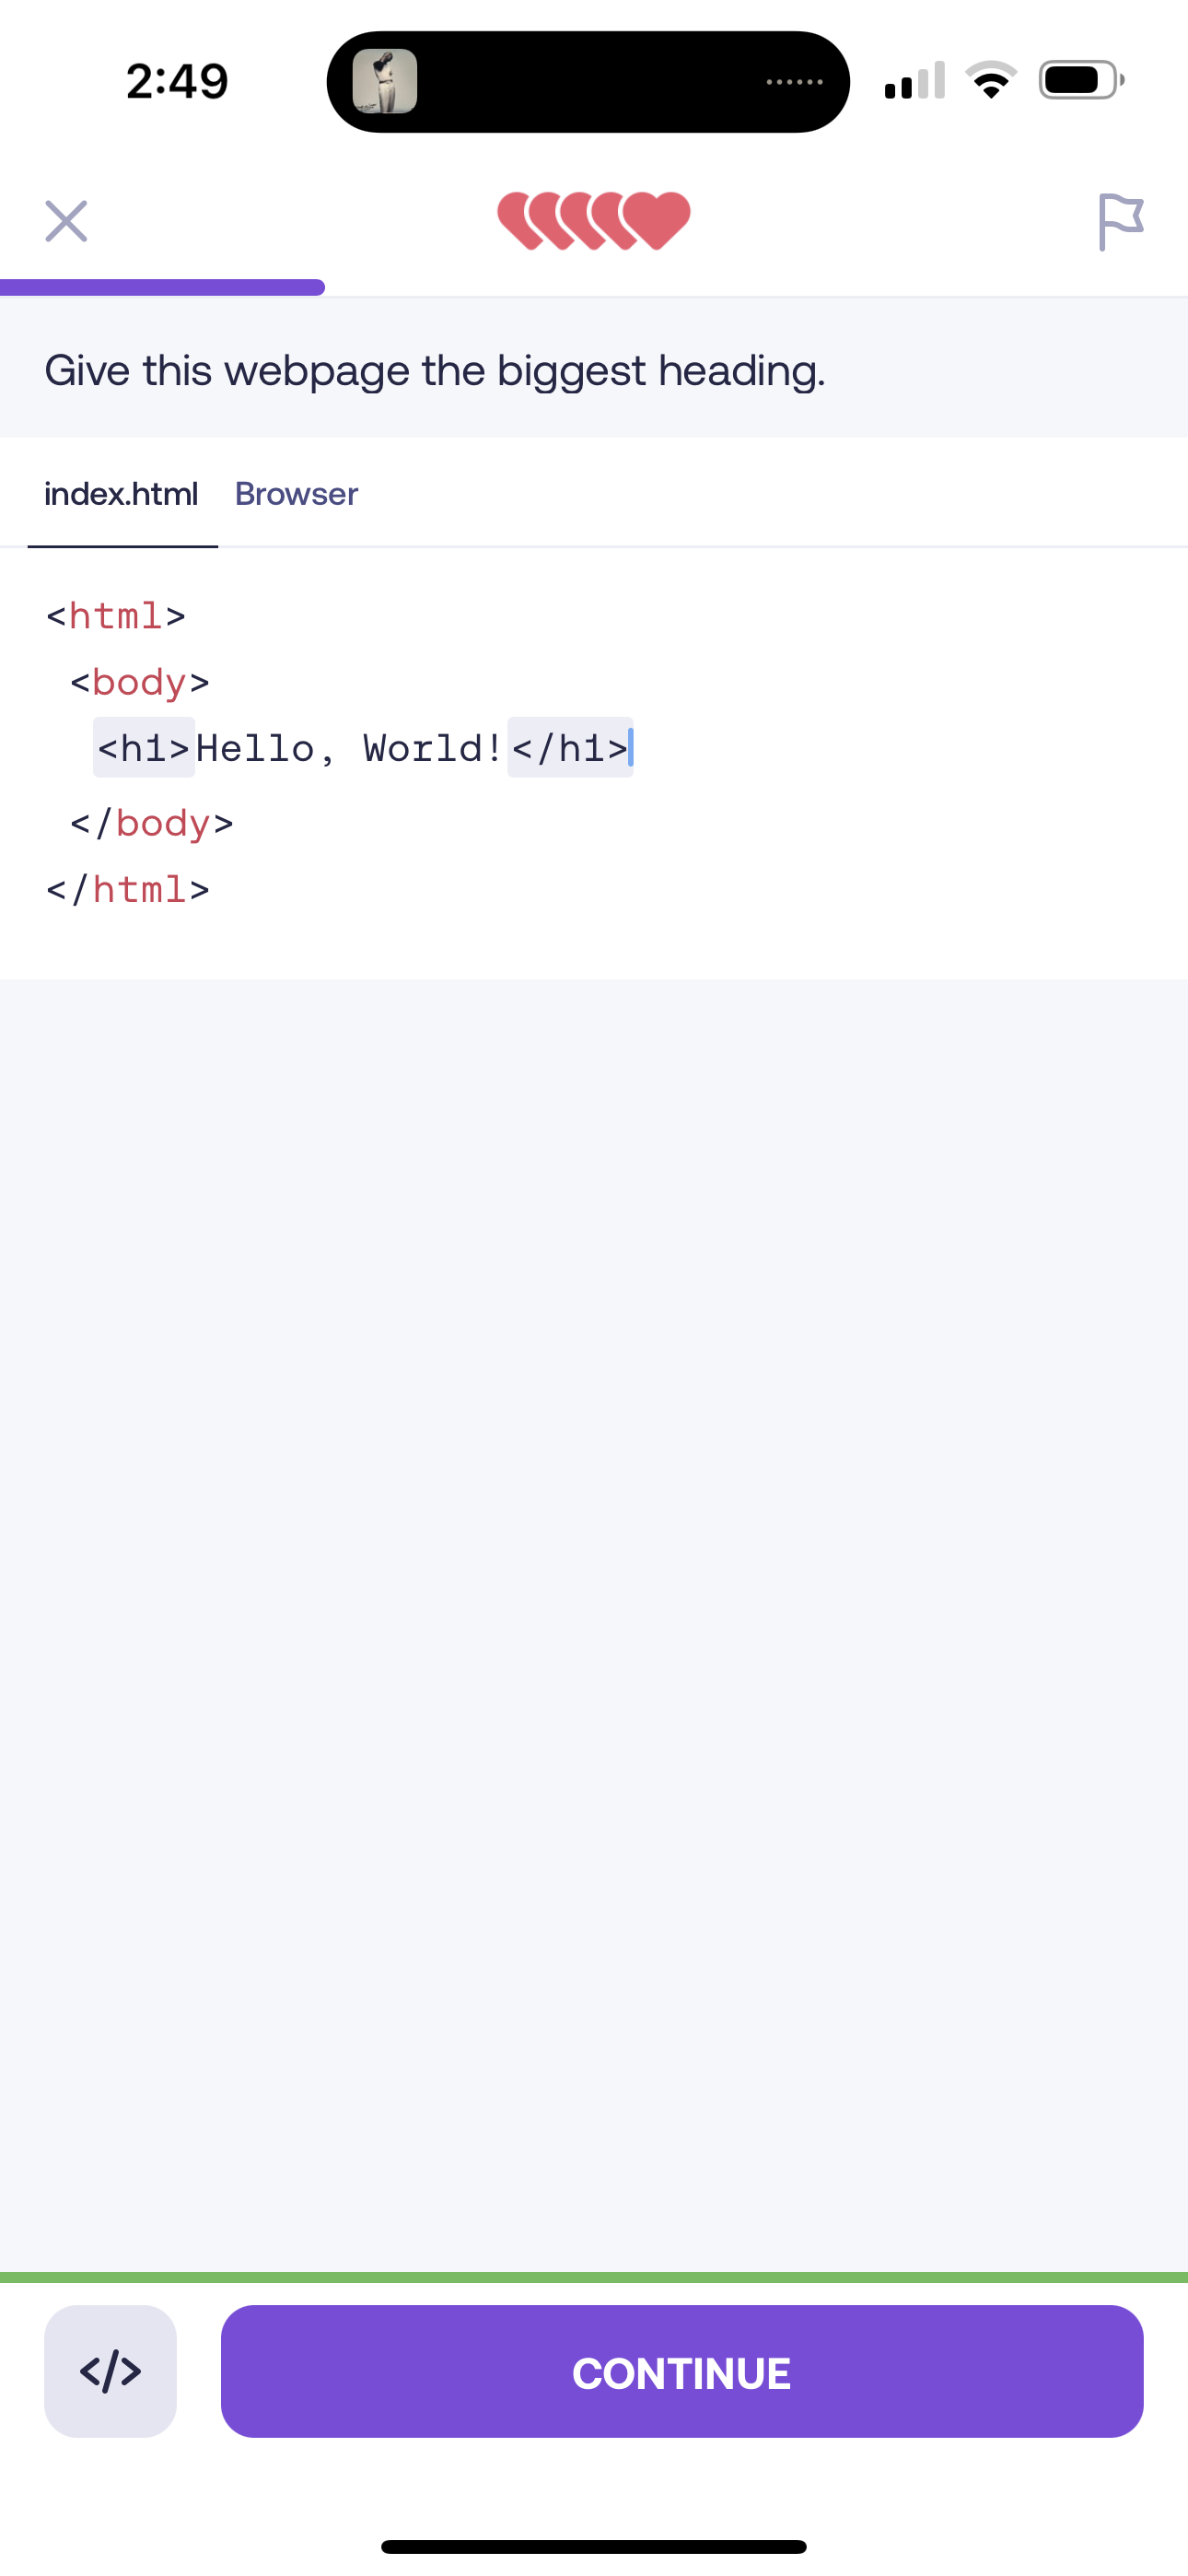 2:49
Give this webpage the biggest heading.
index.html Browser
<html>
<body>
<h1>Hello, World!</h1>
</body>
</html>
</>
CONTINUE